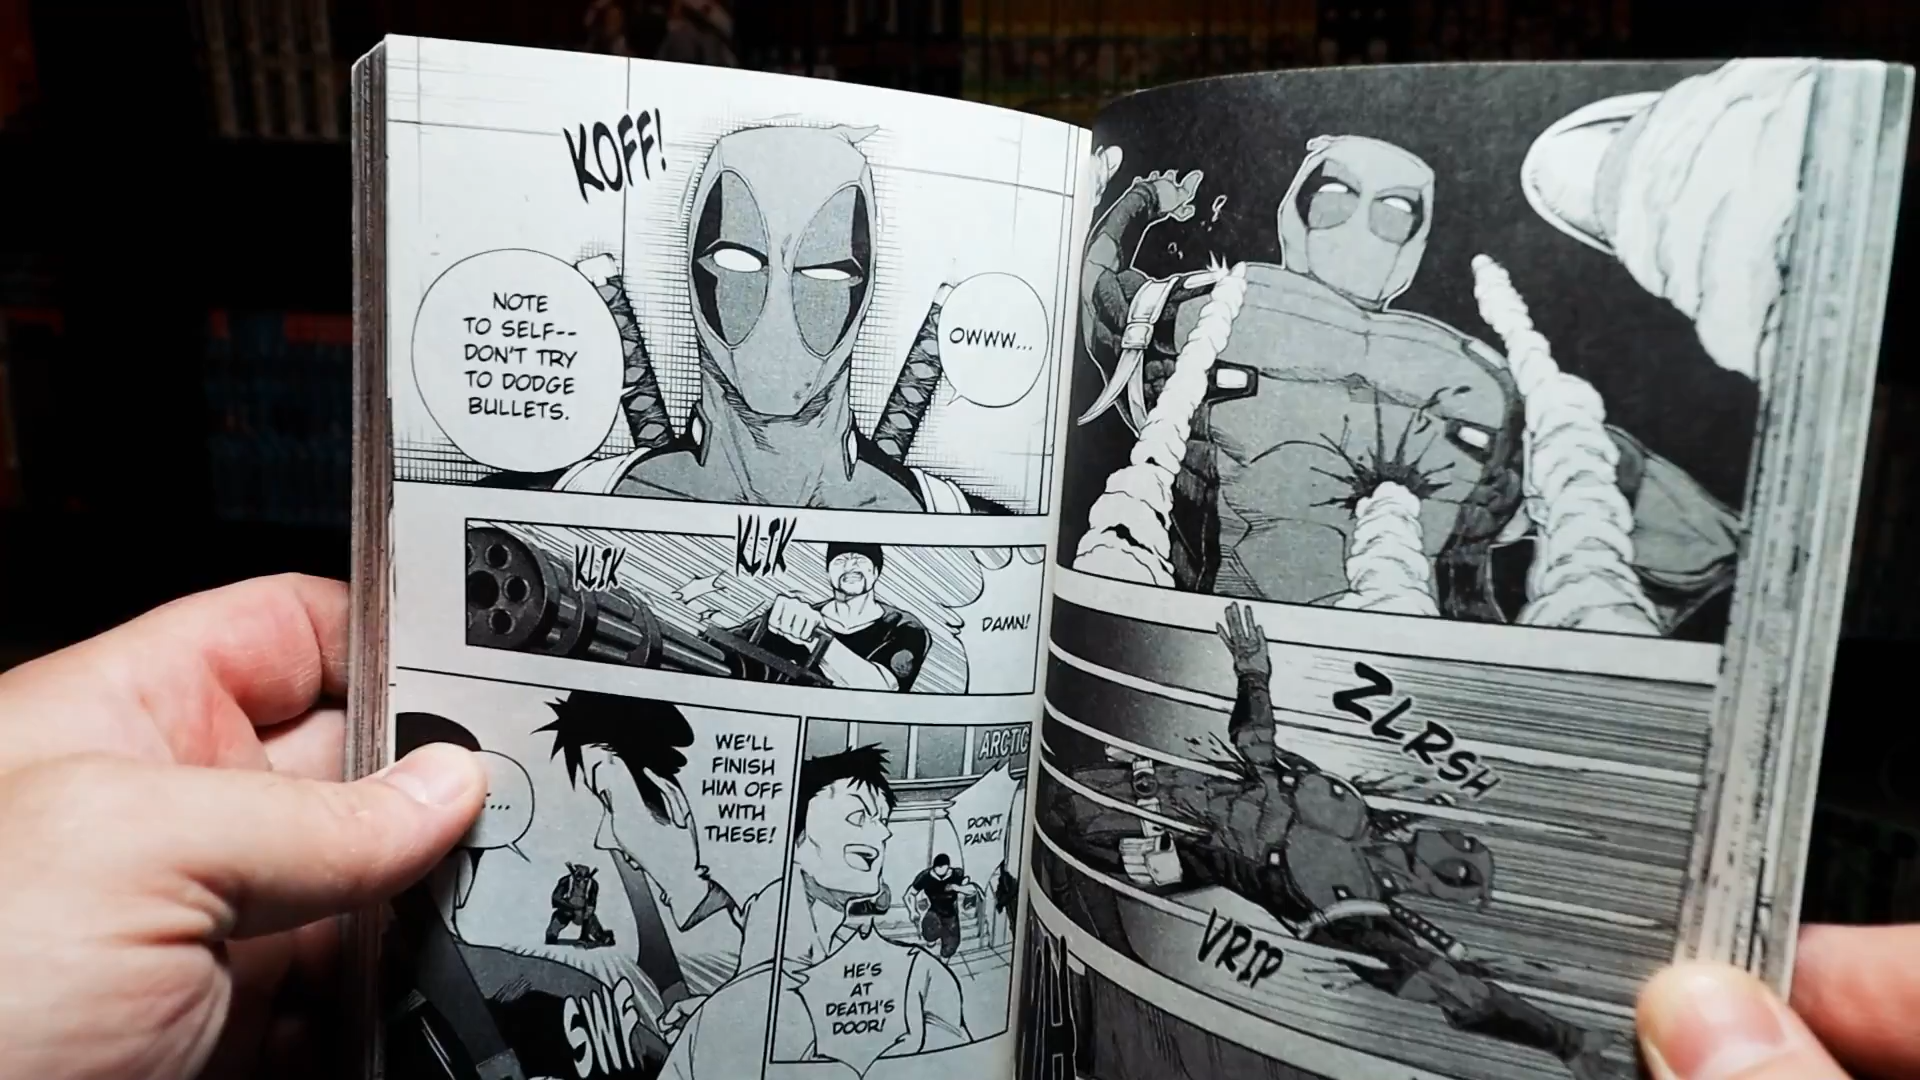 ZLRSH
VRIP
OWWW...
KOFF!
NOTE
TO SELF--
DON'T TRY
TO DODGE
BULLETS.
DAMN!
KLIK
KLIK
ARCTIC
DON'T
PANIC!
HE'S
AT
DEATH'S
DOOR!
WE'LL
FINISH
HIM OFF
WITH
THESE!